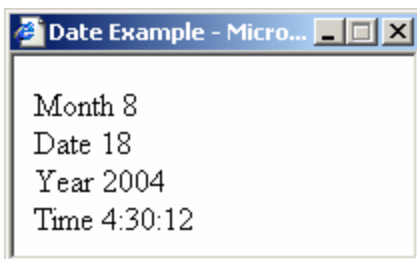 Date Example - Micro...
Month 8
Date 18
Year 2004
Time 4:30:12